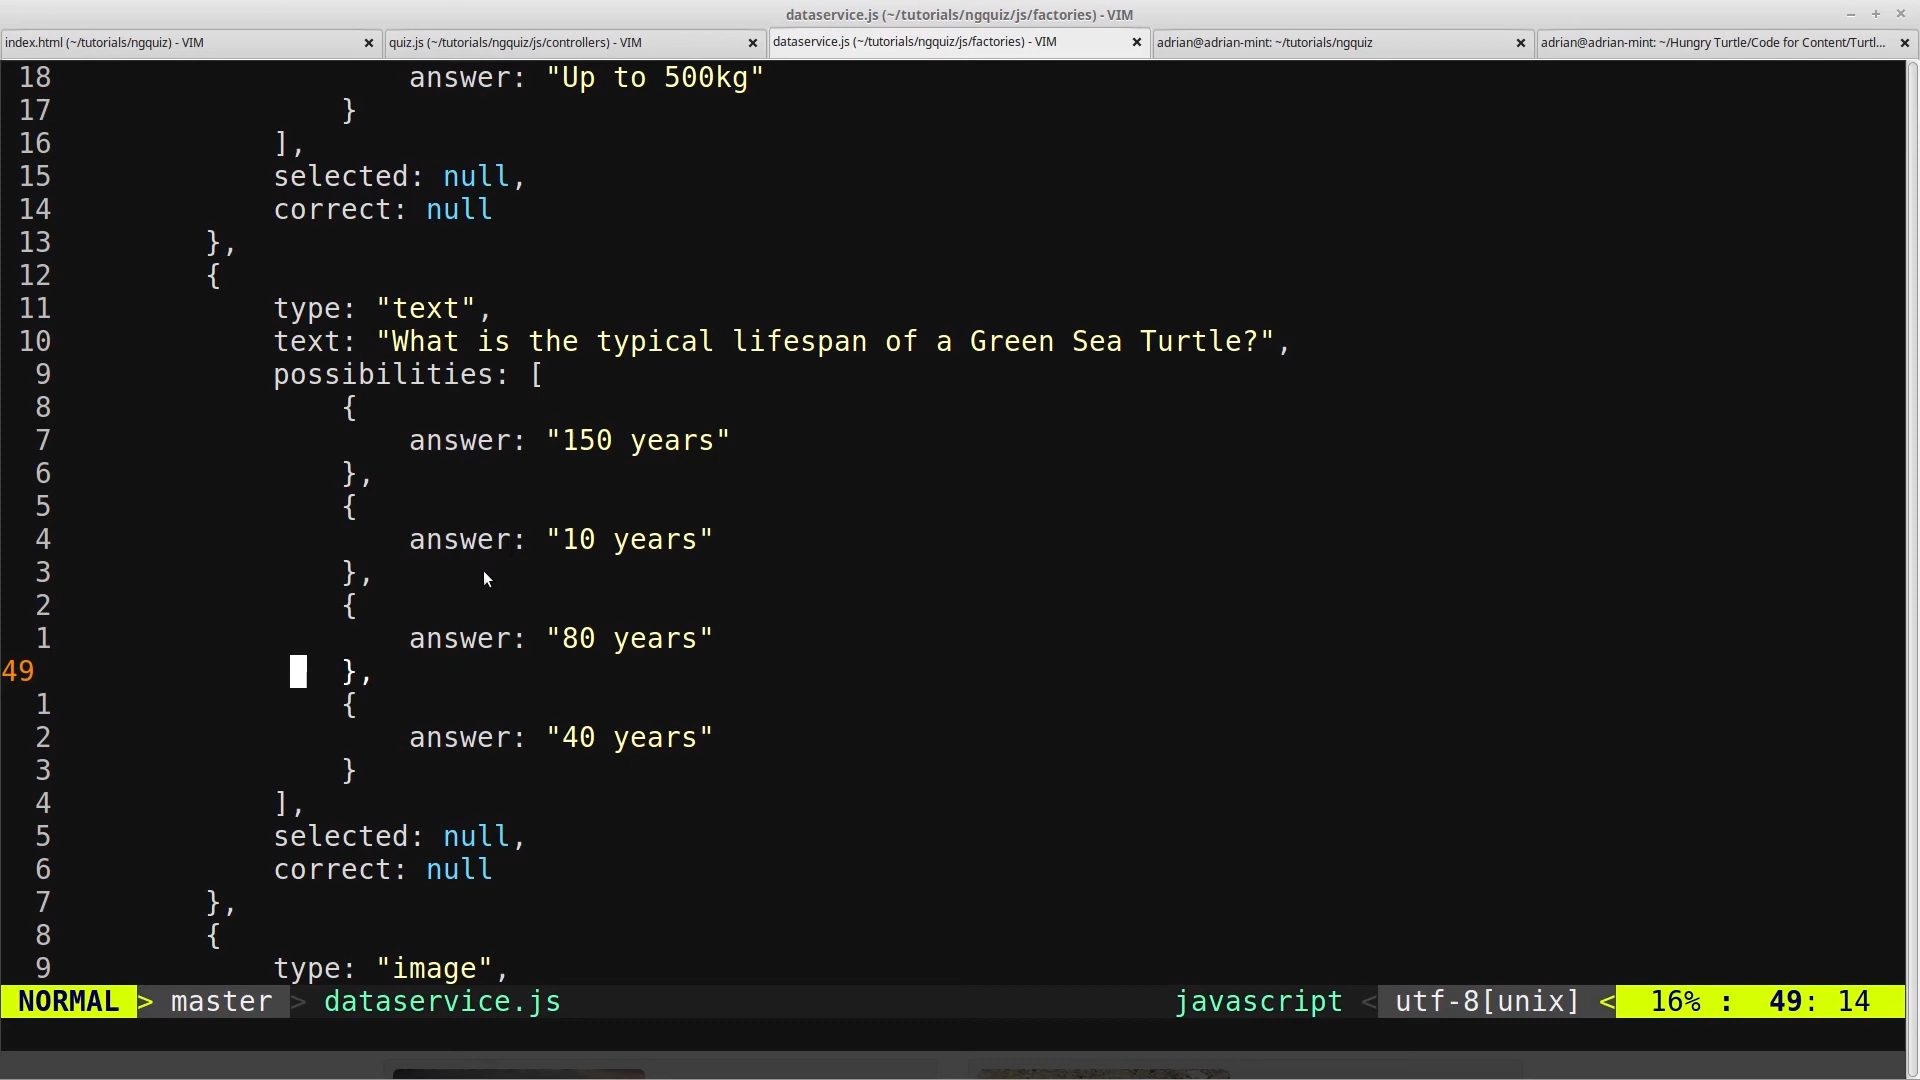 dataservice.js (~/tutorials/ngquiz/js/factories) - VIM
index.html (~/tutorials/ngquiz) - VIM
quiz.js (~/tutorials/ngquiz/js/controllers) - VIM
dataservice.js (~/tutorials/ngquiz/js/factories) - VIM
adrian@adrian-mint: ~/tutorials/ngquiz
adrian@adrian-mint: ~/Hungry Turtle/Code for Content/Turtl...
18 answer: "Up to 500kg"
17 }
16 ],
15 selected: null,
14 correct: null
13 },
12 {
11 type: "text",
10 text: "What is the typical lifespan of a Green Sea Turtle?",
9 possibilities: [
8 {
7 answer: "150 years"
6 },
5 {
4 answer: "10 years"
3 },
2 {
1 answer: "80 years"
49 },
1 {
2 answer: "40 years"
3 }
4 ],
5 selected: null,
6 correct: null
7 },
8 {
9 type: "image",
NORMAL > master > dataservice.js javascript < utf-8[unix] < 16% : 49: 14